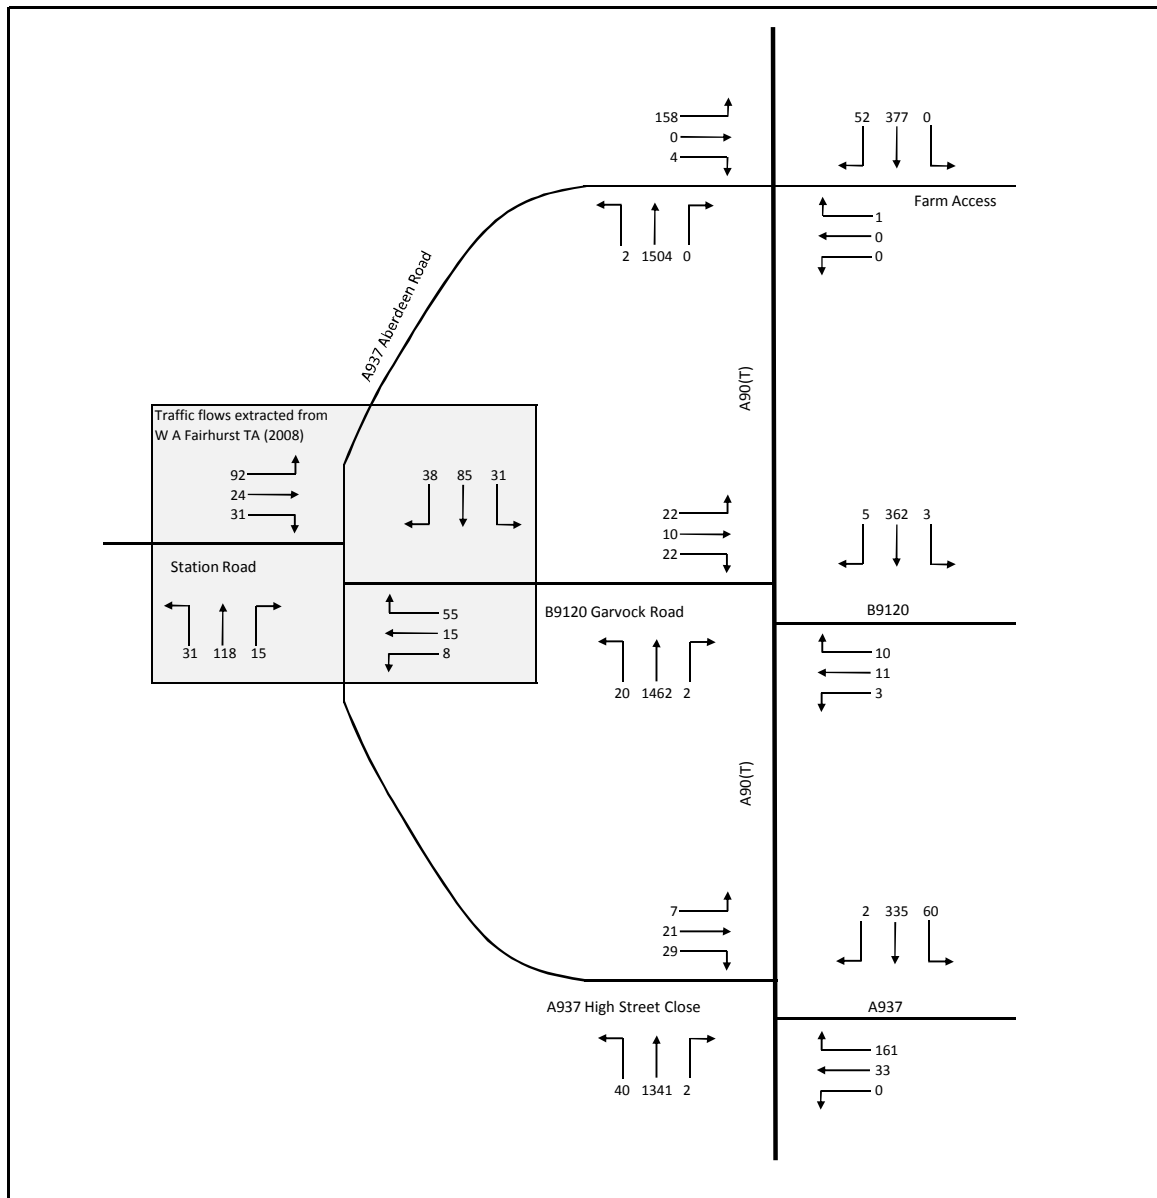 158
0
4
52 377 0
Farm Access
1
0
0
2 1504 0
A937 Aberdeen Road
A90(T)
Traffic flows extracted from
W A Fairhurst TA (2008)
92
24
31
38 85 31
22
10
22
5 362 3
Station Road
B9120 Garvock Road
B9120
31 118 15
55
15
8
20 1462 2
10
11
3
A90(T)
7
21
29
2 335 60
A937 High Street Close
A937
40 1341 2
161
33
0